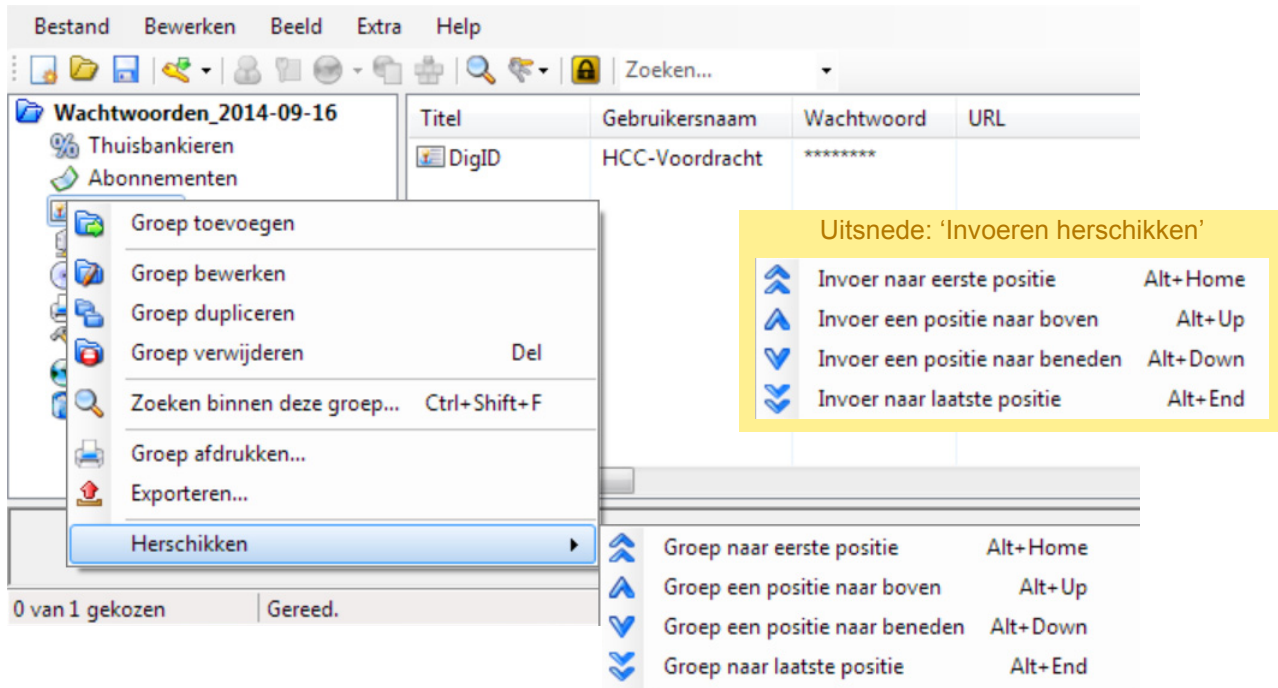 Bestand Bewerken Beeld Extra Help
Zoeken...
Wachtwoorden_2014-09-16
Thuisbankieren
Abonnementen
Titel Gebruikersnaam Wachtwoord URL
DigID HCC-Voordracht ********
Groep toevoegen
Groep bewerken
Groep dupliceren
Groep verwijderen Del
Zoeken binnen deze groep... Ctrl+Shift+F
Groep afdrukken...
Exporteren...
Herschikken
Uitsnede: ‘Invoeren herschikken’
Invoer naar eerste positie Alt+Home
Invoer een positie naar boven Alt+Up
Invoer een positie naar beneden Alt+Down
Invoer naar laatste positie Alt+End
Groep naar eerste positie Alt+Home
Groep een positie naar boven Alt+Up
Groep een positie naar beneden Alt+Down
Groep naar laatste positie Alt+End
0 van 1 gekozen Gereed.